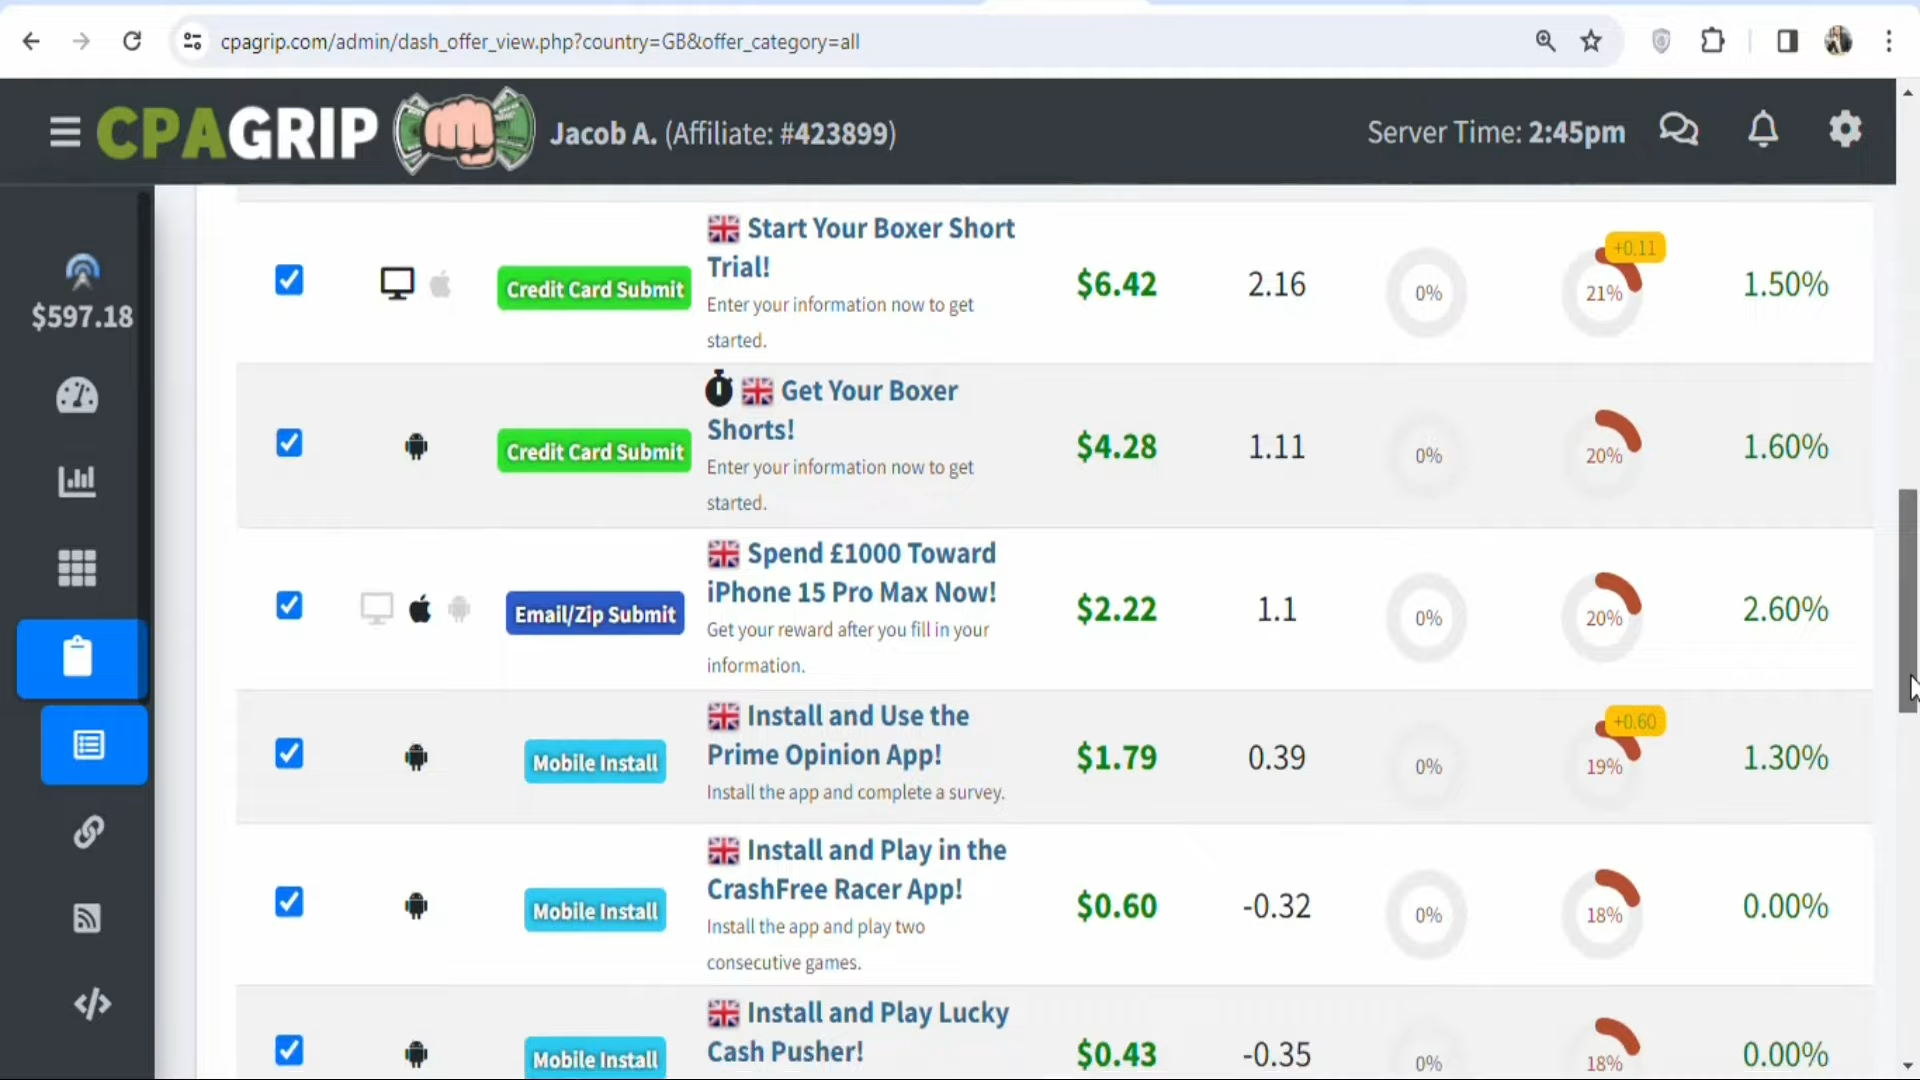 cpagrip.com/admin/dash_offer_view.php?country=GB&offer_category=all
CPAGRIP Jacob A. (Affiliate: #423899) Server Time: 2:45pm
$597.18
Credit Card Submit Start Your Boxer Short Trial! $6.42 2.16 0% 21% +0.11 1.50%
Enter your information now to get
started.
Credit Card Submit Get Your Boxer
Shorts! $4.28 1.11 0% 20% 1.60%
Enter your information now to get
started.
Email/Zip Submit Spend £1000 Toward
iPhone 15 Pro Max Now! $2.22 1.1 0% 20% 2.60%
Get your reward after you fill in your
information.
Mobile Install Install and Use the
Prime Opinion App! $1.79 0.39 0% 19% +0.60 1.30%
Install the app and complete a survey.
Mobile Install Install and Play in the
CrashFree Racer App! $0.60 -0.32 0% 18% 0.00%
Install the app and play two
consecutive games.
Mobile Install Install and Play Lucky
Cash Pusher! $0.43 -0.35 0% 18% 0.00%